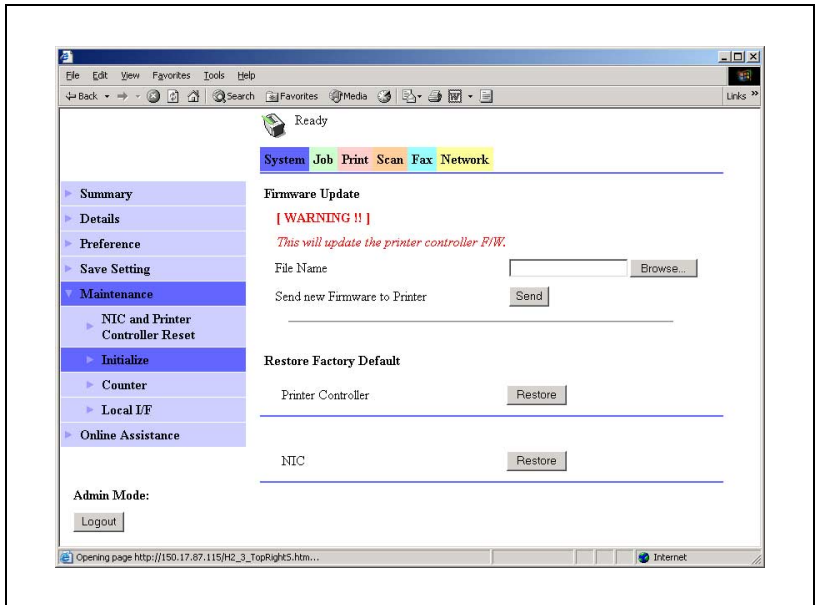 File Edit View Favorites Tools Help
Back Search Favorites Media Links »
Ready
System Job Print Scan Fax Network
Summary
Details
Preference
Save Setting
Maintenance
NIC and Printer
Controller Reset
Initialize
Counter
Local I/F
Online Assistance
Admin Mode:
Logout
Firmware Update
[ WARNING !! ]
This will update the printer controller F/W.
File Name Browse...
Send new Firmware to Printer Send
Restore Factory Default
Printer Controller Restore
NIC Restore
Opening page http://150.17.87.115/H2_3_TopRightS.htm... Internet